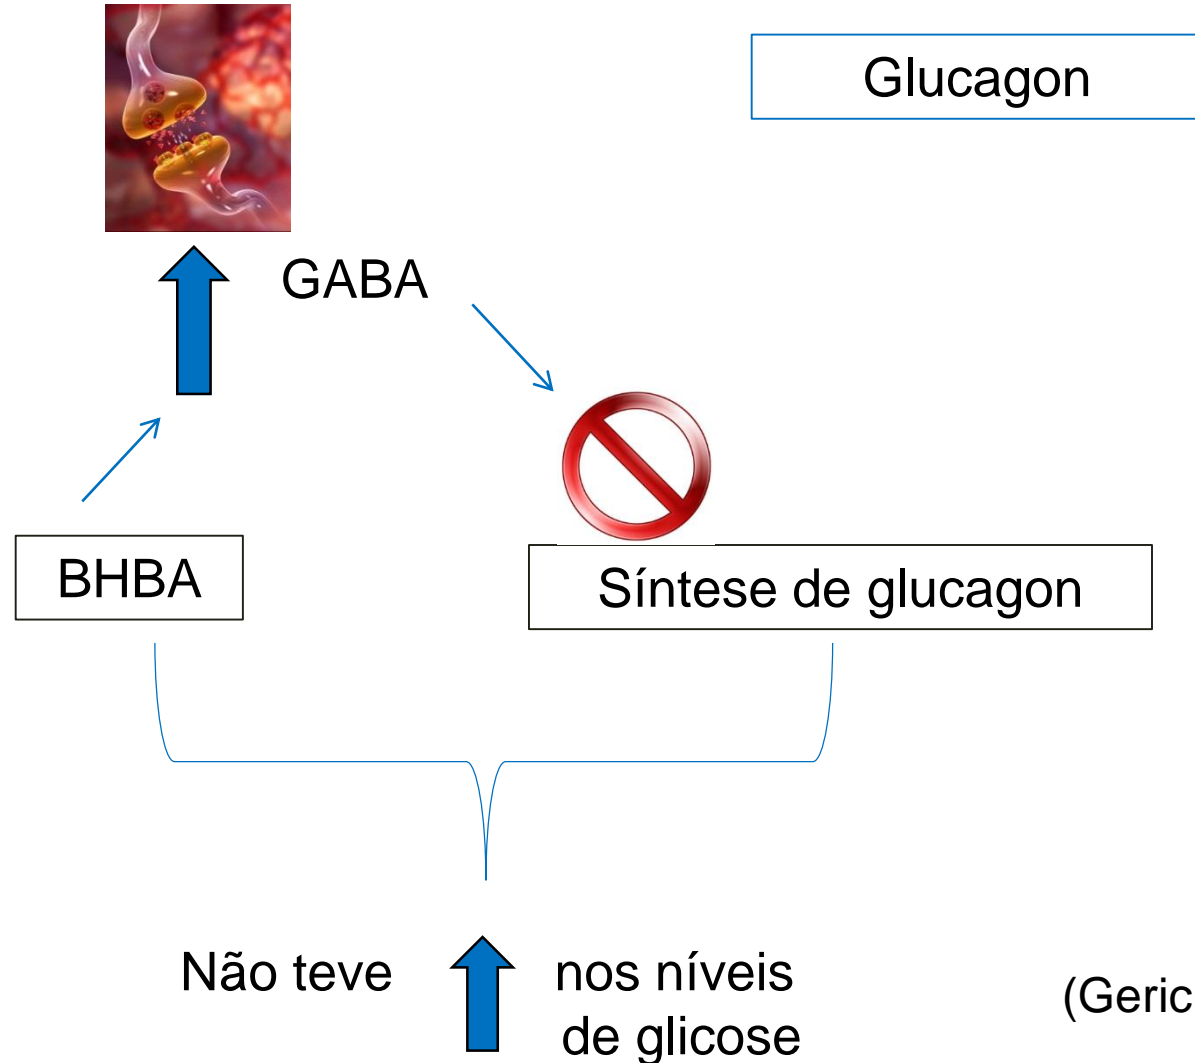 Glucagon
GABA
BHBA
Síntese de glucagon
Não teve nos níveis
de glicose
(Geric